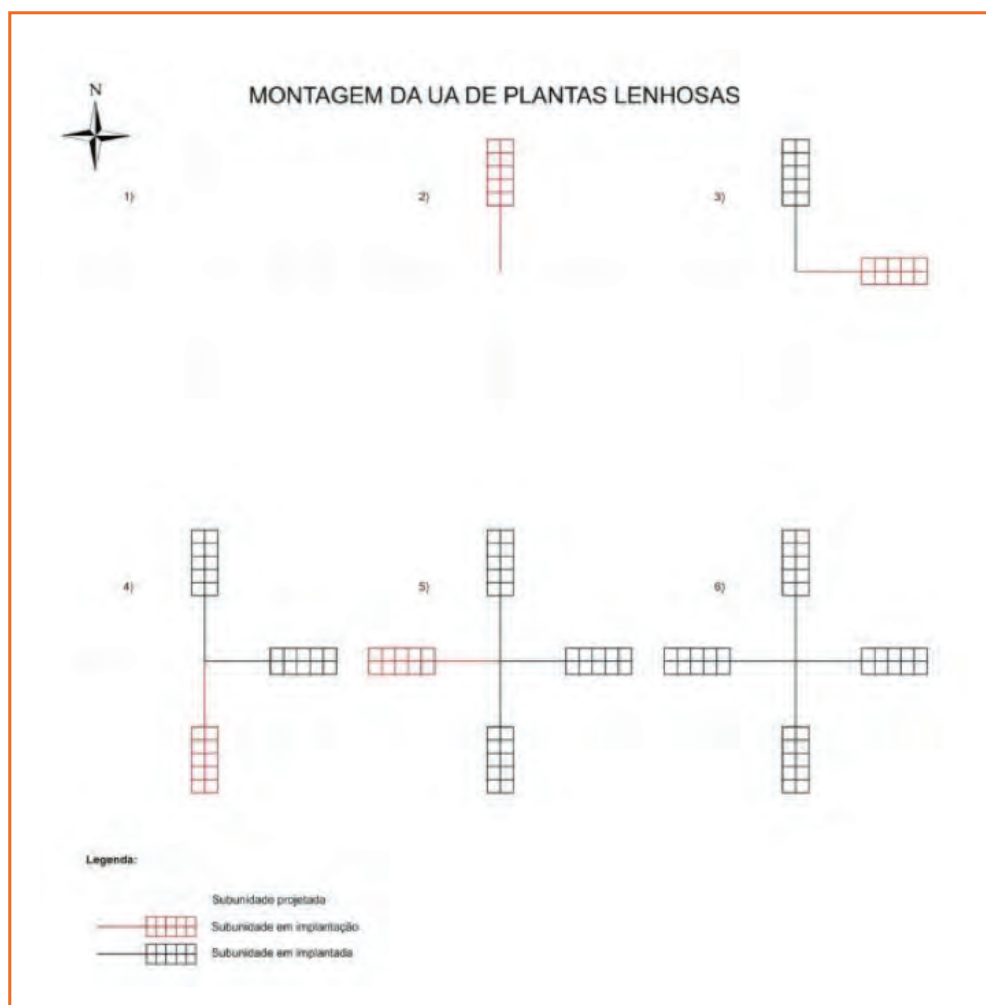 MONTAGEM DA UA DE PLANTAS LENHOSAS
N
1)
2)
3)
4)
5)
6)
Legenda:
Subunidade projetada
Subunidade em implantação
Subunidade em implantada